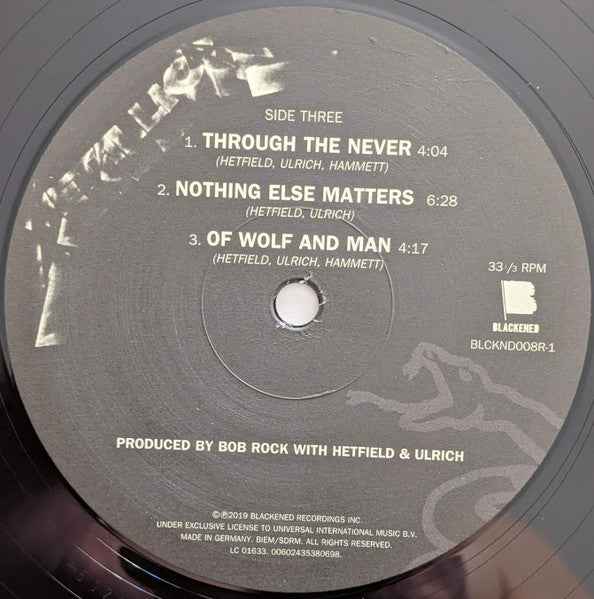 SIDE THREE
1. THROUGH THE NEVER 4:04
(HETFIELD, ULRICH, HAMMETT)
2. NOTHING ELSE MATTERS 6:28
(HETFIELD, ULRICH)
3. OF WOLF AND MAN 4:17
(HETFIELD, ULRICH, HAMMETT)
33 1/3 RPM
B
BLACKENED
BLCKND008R-1
PRODUCED BY BOB ROCK WITH HETFIELD & ULRICH
©℗2019 BLACKENED RECORDINGS INC.
UNDER EXCLUSIVE LICENSE TO UNIVERSAL INTERNATIONAL MUSIC B.V.
MADE IN GERMANY. BIEM/SDRM. ALL RIGHTS RESERVED.
LC 01633. 00602435380698.